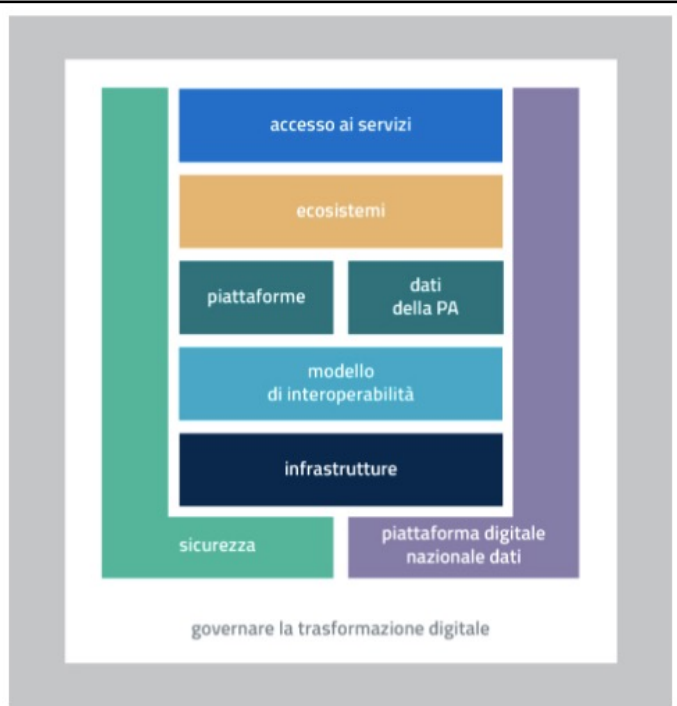 accesso ai servizi
ecosistemi
piattaforme
dati
della PA
modello
di interoperabilità
infrastrutture
sicurezza
piattaforma digitale
nazionale dati
governare la trasformazione digitale